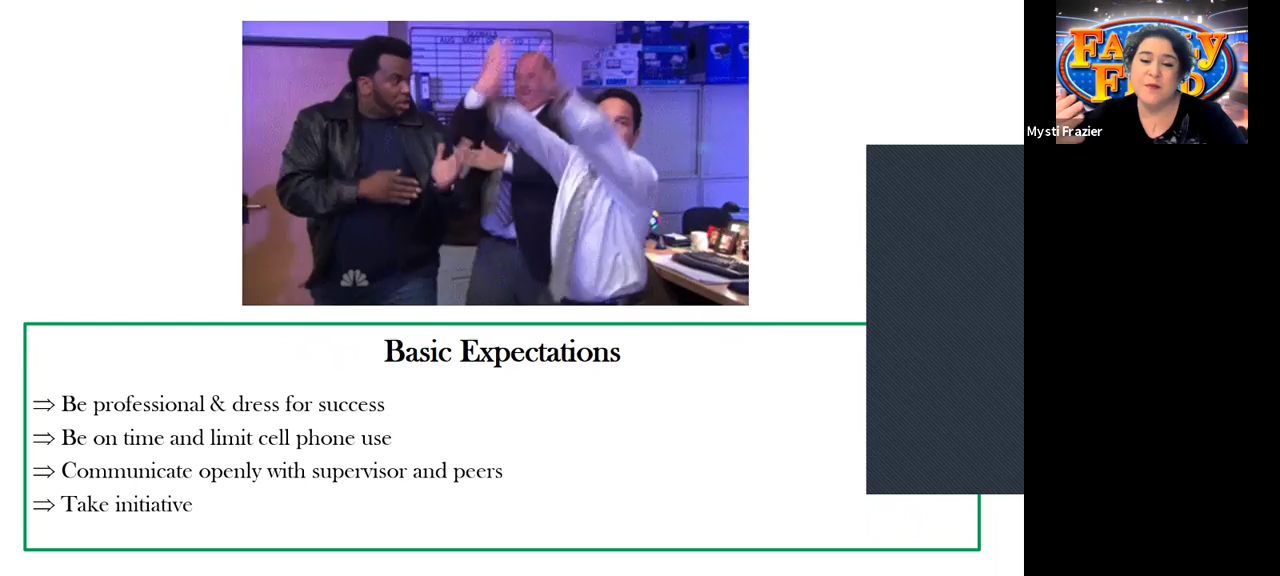 Basic Expectations
⇒ Be professional & dress for success
⇒ Be on time and limit cell phone use
⇒ Communicate openly with supervisor and peers
⇒ Take initiative
FAMILY
Mysti Frazier